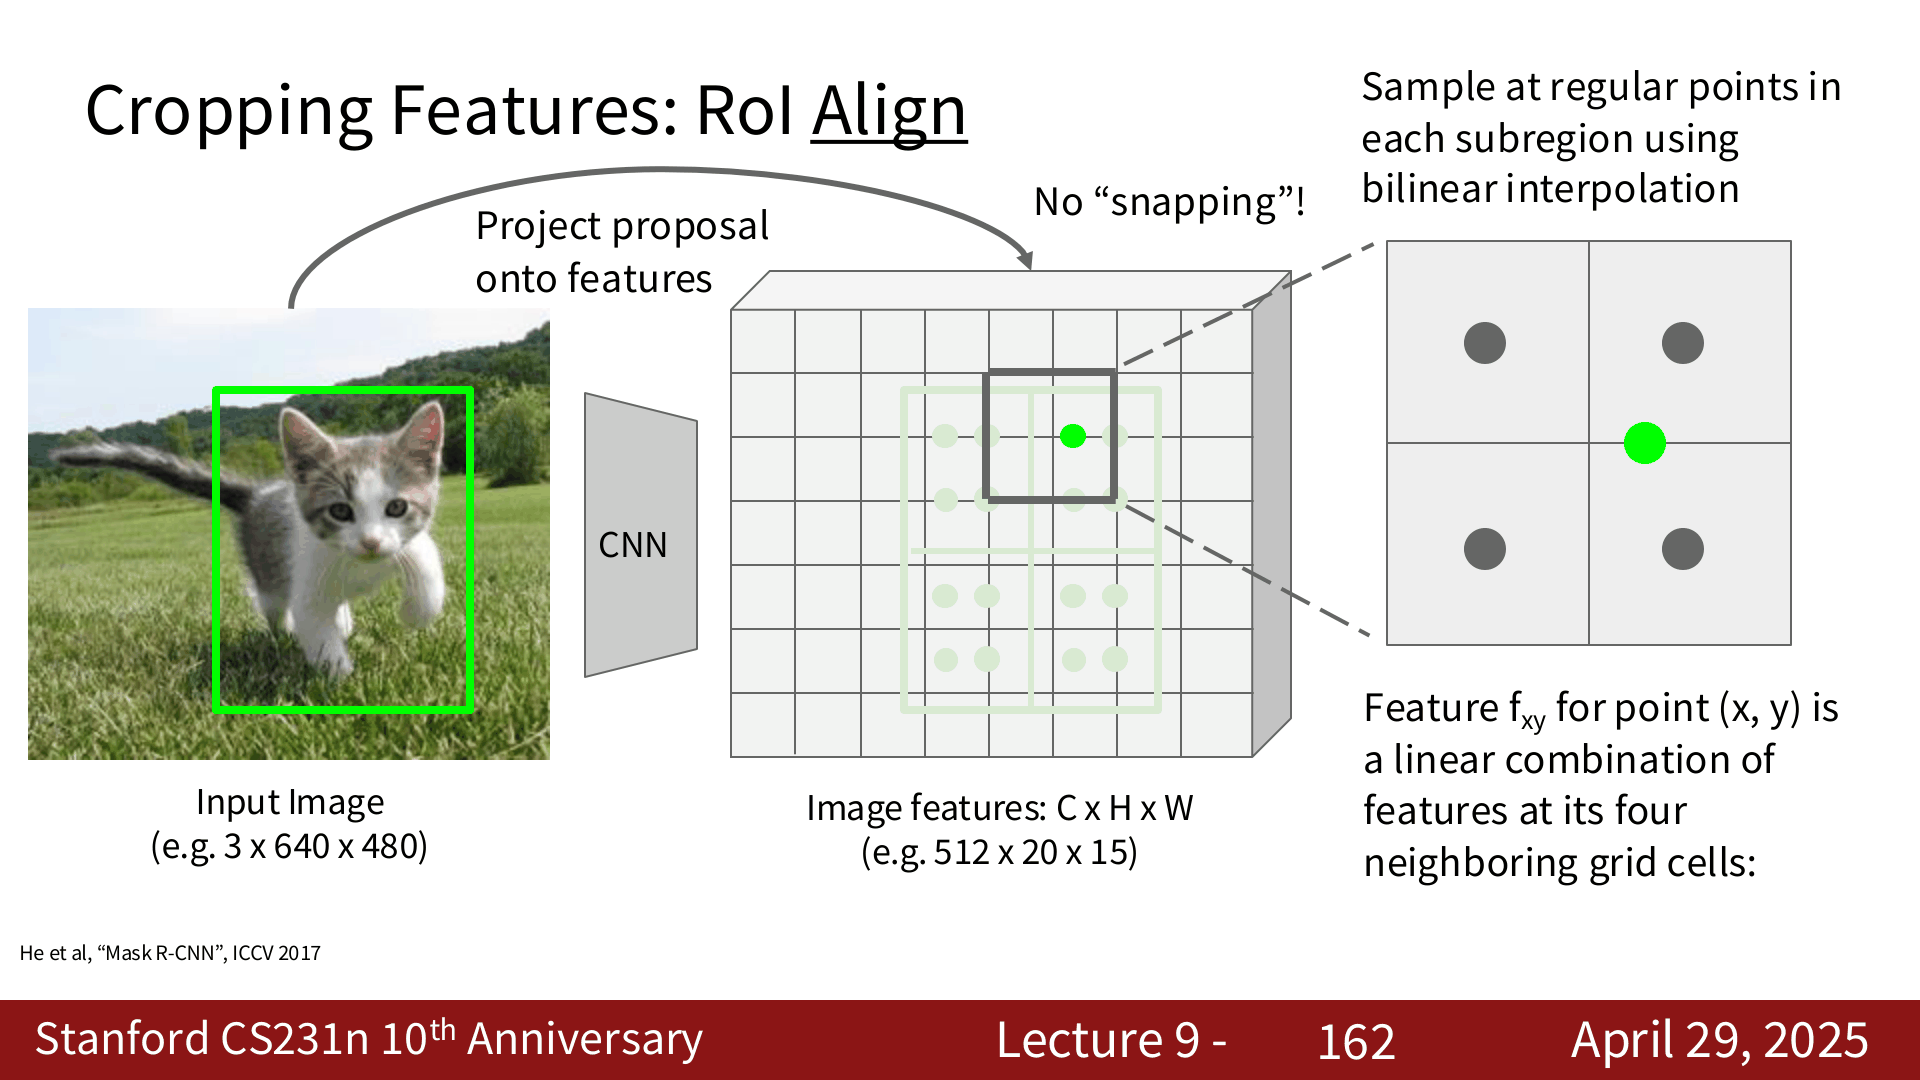 Cropping Features: RoI Align
Project proposal
onto features
No “snapping”!
Sample at regular points in
each subregion using
bilinear interpolation
CNN
Input Image
(e.g. 3 x 640 x 480)
Image features: C x H x W
(e.g. 512 x 20 x 15)
Feature fxy for point (x, y) is
a linear combination of
features at its four
neighboring grid cells:
He et al, “Mask R-CNN”, ICCV 2017
Stanford CS231n 10th Anniversary
Lecture 9 - 162
April 29, 2025